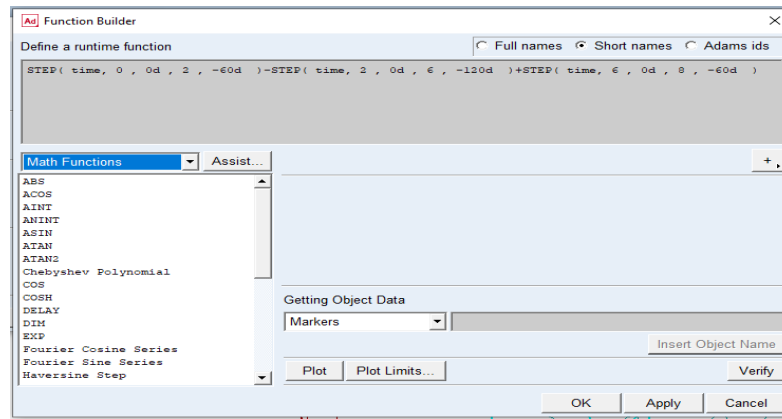 Ad Function Builder
Define a runtime function
Full names Short names Adams ids
STEP( time, 0 , 0d , 2 , -60d )-STEP( time, 2 , 0d , 6 , -120d )+STEP( time, 6 , 0d , 8 , -60d )
Math Functions
Assist...
+
ABS
ACOS
AINT
ANINT
ASIN
ATAN
ATAN2
Chebyshev Polynomial
COS
COSH
DELAY
DIM
EXP
Fourier Cosine Series
Fourier Sine Series
Haversine Step
Getting Object Data
Markers
Insert Object Name
Plot
Plot Limits...
Verify
OK
Apply
Cancel